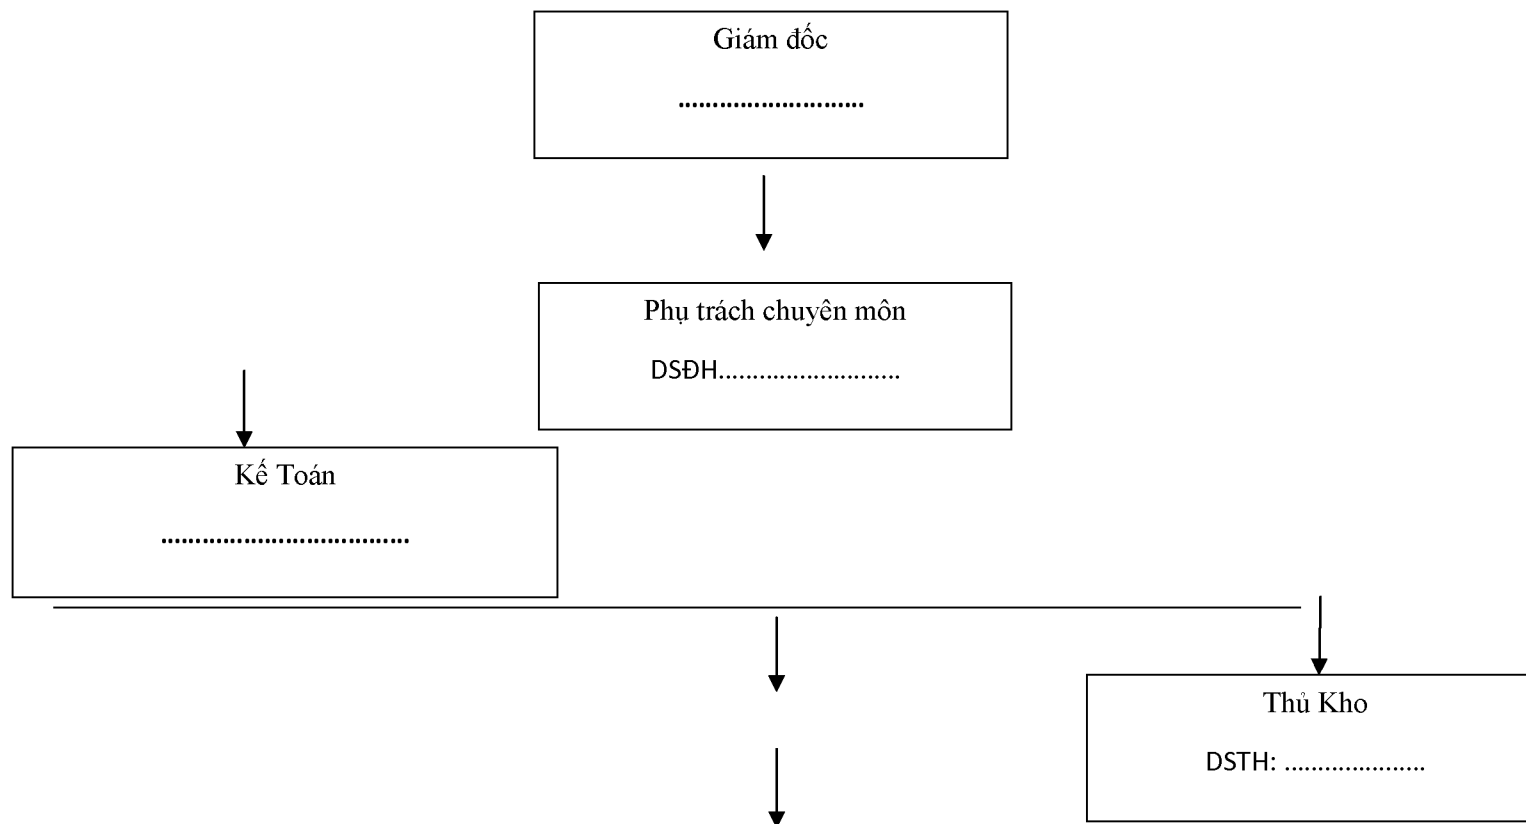 Giám đốc
...........................
Phụ trách chuyên môn
DSĐH...........................
Kế Toán
....................................
Thủ Kho
DSTH: .....................